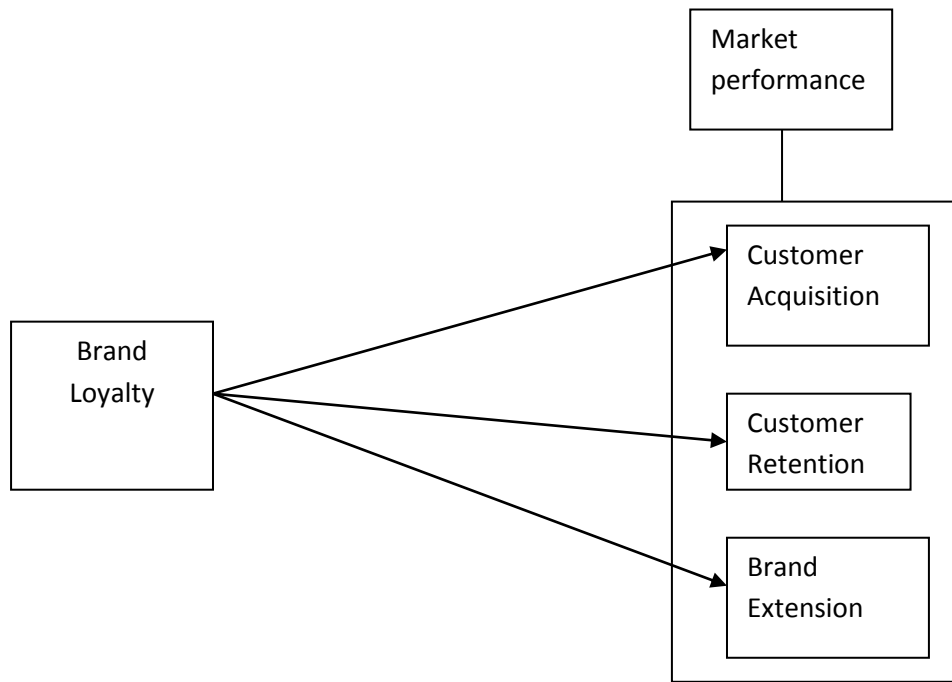 Market
performance
Customer
Acquisition
Brand
Loyalty
Customer
Retention
Brand
Extension